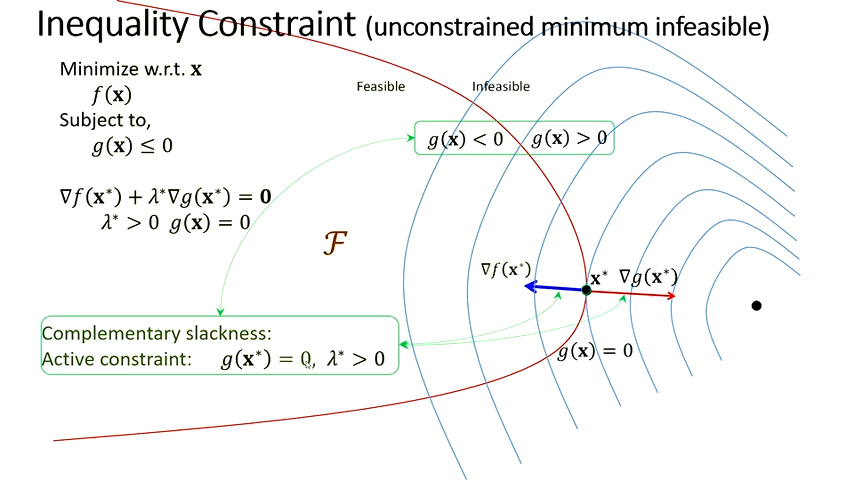 Inequality Constraint (unconstrained minimum infeasible)
Minimize w.r.t. x
f(x)
Subject to,
g(x) ≤ 0
∇f(x*) + λ*∇g(x*) = 0
λ* > 0 g(x) = 0
Feasible
Infeasible
g(x) < 0 g(x) > 0
ℱ
∇f(x*)
x* ∇g(x*)
g(x) = 0
Complementary slackness:
Active constraint: g(x*) = 0, λ* > 0